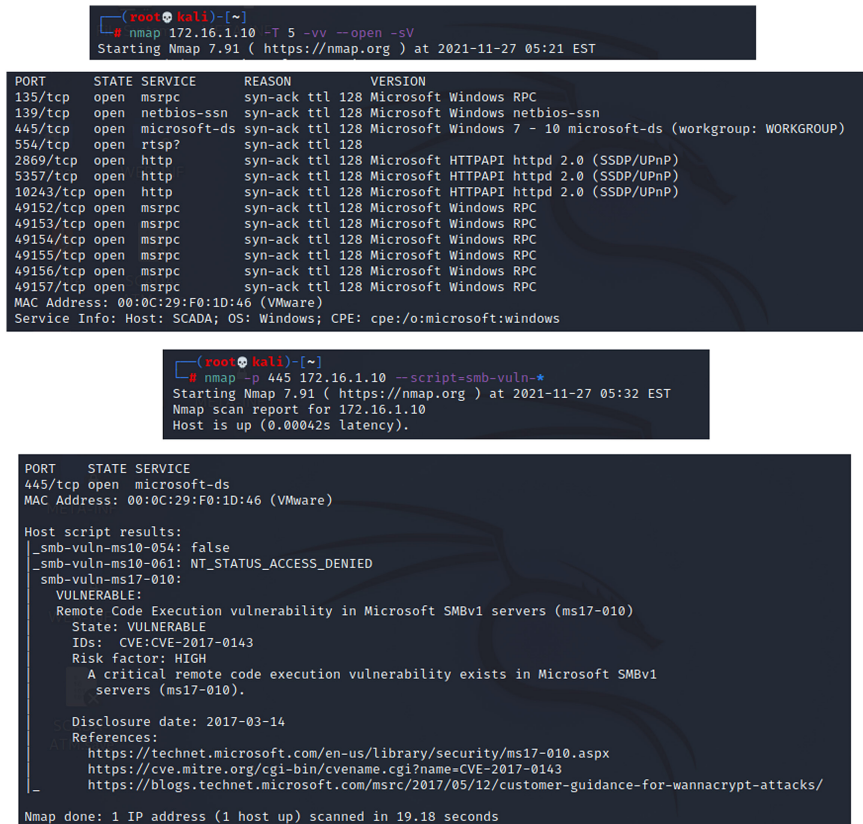 ┌──(root💀kali)-[~]
└─# nmap 172.16.1.10 -T 5 -vv --open -sV
Starting Nmap 7.91 ( https://nmap.org ) at 2021-11-27 05:21 EST
PORT STATE SERVICE REASON VERSION
135/tcp open msrpc syn-ack ttl 128 Microsoft Windows RPC
139/tcp open netbios-ssn syn-ack ttl 128 Microsoft Windows netbios-ssn
445/tcp open microsoft-ds syn-ack ttl 128 Microsoft Windows 7 - 10 microsoft-ds (workgroup: WORKGROUP)
554/tcp open rtsp? syn-ack ttl 128
2869/tcp open http syn-ack ttl 128 Microsoft HTTPAPI httpd 2.0 (SSDP/UPnP)
5357/tcp open http syn-ack ttl 128 Microsoft HTTPAPI httpd 2.0 (SSDP/UPnP)
10243/tcp open http syn-ack ttl 128 Microsoft HTTPAPI httpd 2.0 (SSDP/UPnP)
49152/tcp open msrpc syn-ack ttl 128 Microsoft Windows RPC
49153/tcp open msrpc syn-ack ttl 128 Microsoft Windows RPC
49154/tcp open msrpc syn-ack ttl 128 Microsoft Windows RPC
49155/tcp open msrpc syn-ack ttl 128 Microsoft Windows RPC
49156/tcp open msrpc syn-ack ttl 128 Microsoft Windows RPC
49157/tcp open msrpc syn-ack ttl 128 Microsoft Windows RPC
MAC Address: 00:0C:29:F0:1D:46 (VMware)
Service Info: Host: SCADA; OS: Windows; CPE: cpe:/o:microsoft:windows
┌──(root💀kali)-[~]
└─# nmap -p 445 172.16.1.10 --script=smb-vuln-*
Starting Nmap 7.91 ( https://nmap.org ) at 2021-11-27 05:32 EST
Nmap scan report for 172.16.1.10
Host is up (0.00042s latency).
PORT STATE SERVICE
445/tcp open microsoft-ds
MAC Address: 00:0C:29:F0:1D:46 (VMware)
Host script results:
|_smb-vuln-ms10-054: false
|_smb-vuln-ms10-061: NT_STATUS_ACCESS_DENIED
| smb-vuln-ms17-010:
| VULNERABLE:
| Remote Code Execution vulnerability in Microsoft SMBv1 servers (ms17-010)
| State: VULNERABLE
| IDs: CVE:CVE-2017-0143
| Risk factor: HIGH
| A critical remote code execution vulnerability exists in Microsoft SMBv1
| servers (ms17-010).
|
| Disclosure date: 2017-03-14
| References:
| https://technet.microsoft.com/en-us/library/security/ms17-010.aspx
| https://cve.mitre.org/cgi-bin/cvename.cgi?name=CVE-2017-0143
|_ https://blogs.technet.microsoft.com/msrc/2017/05/12/customer-guidance-for-wannacrypt-attacks/
Nmap done: 1 IP address (1 host up) scanned in 19.18 seconds